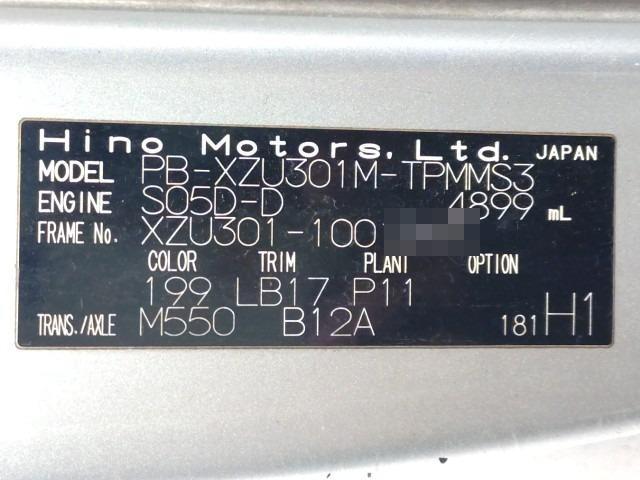 Hino Motors, Ltd. JAPAN
MODEL PB-XZU301M-TPMMS3
ENGINE S05D-D 4899 mL
FRAME No. XZU301-100
COLOR TRIM PLANT OPTION
199 LB17 P11
TRANS./AXLE M550 B12A 181 H1